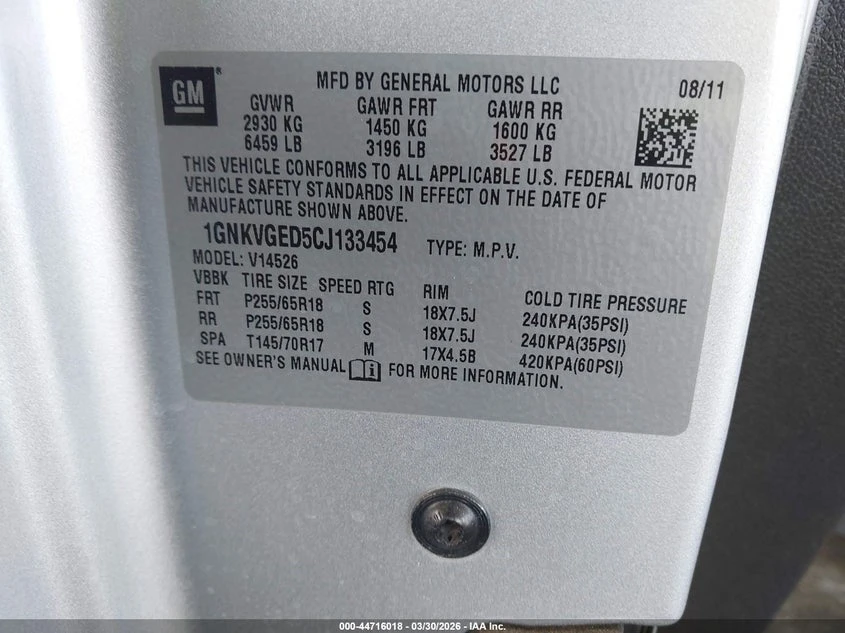 GM ® MFD BY GENERAL MOTORS LLC 08/11
GVWR GAWR FRT GAWR RR
2930 KG 1450 KG 1600 KG
6459 LB 3196 LB 3527 LB
THIS VEHICLE CONFORMS TO ALL APPLICABLE U.S. FEDERAL MOTOR
VEHICLE SAFETY STANDARDS IN EFFECT ON THE DATE OF
MANUFACTURE SHOWN ABOVE.
1GNKVGED5CJ133454 TYPE: M.P.V.
MODEL: V14526
VBBK TIRE SIZE SPEED RTG RIM COLD TIRE PRESSURE
FRT P255/65R18 S 18X7.5J 240KPA(35PSI)
RR P255/65R18 S 18X7.5J 240KPA(35PSI)
SPA T145/70R17 M 17X4.5B 420KPA(60PSI)
SEE OWNER'S MANUAL i FOR MORE INFORMATION.
000-44716018 - 03/30/2026 - IAA Inc.